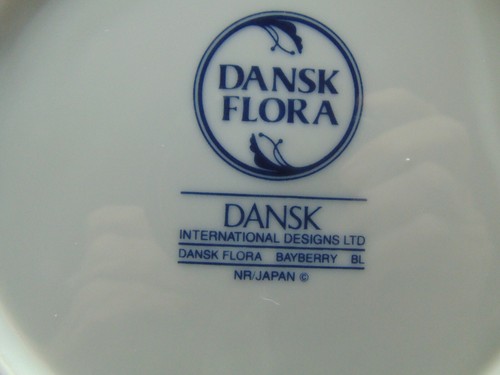 DANSK
FLORA
DANSK
INTERNATIONAL DESIGNS LTD
DANSK FLORA BAYBERRY BL
NR/JAPAN ©